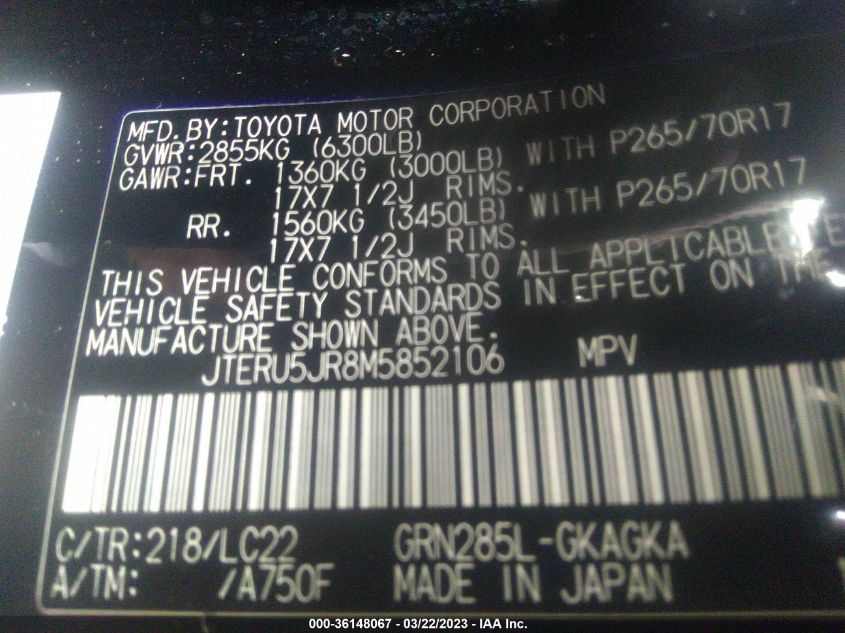 MFD. BY: TOYOTA MOTOR CORPORATION
GVWR: 2855KG (6300LB)
GAWR: FRT. 1360KG (3000LB) WITH P265/70R17
17X7 1/2J RIMS.
RR. 1560KG (3450LB) WITH P265/70R17
17X7 1/2J RIMS.
THIS VEHICLE CONFORMS TO ALL APPLICABLE
VEHICLE SAFETY STANDARDS IN EFFECT ON THE
MANUFACTURE SHOWN ABOVE.
JTERU5JR8M5852106 MPV
C/TR: 218/LC22 GRN285L-GKAGKA
A/TM: /A750F MADE IN JAPAN
000-36148067 - 03/22/2023 - IAA Inc.